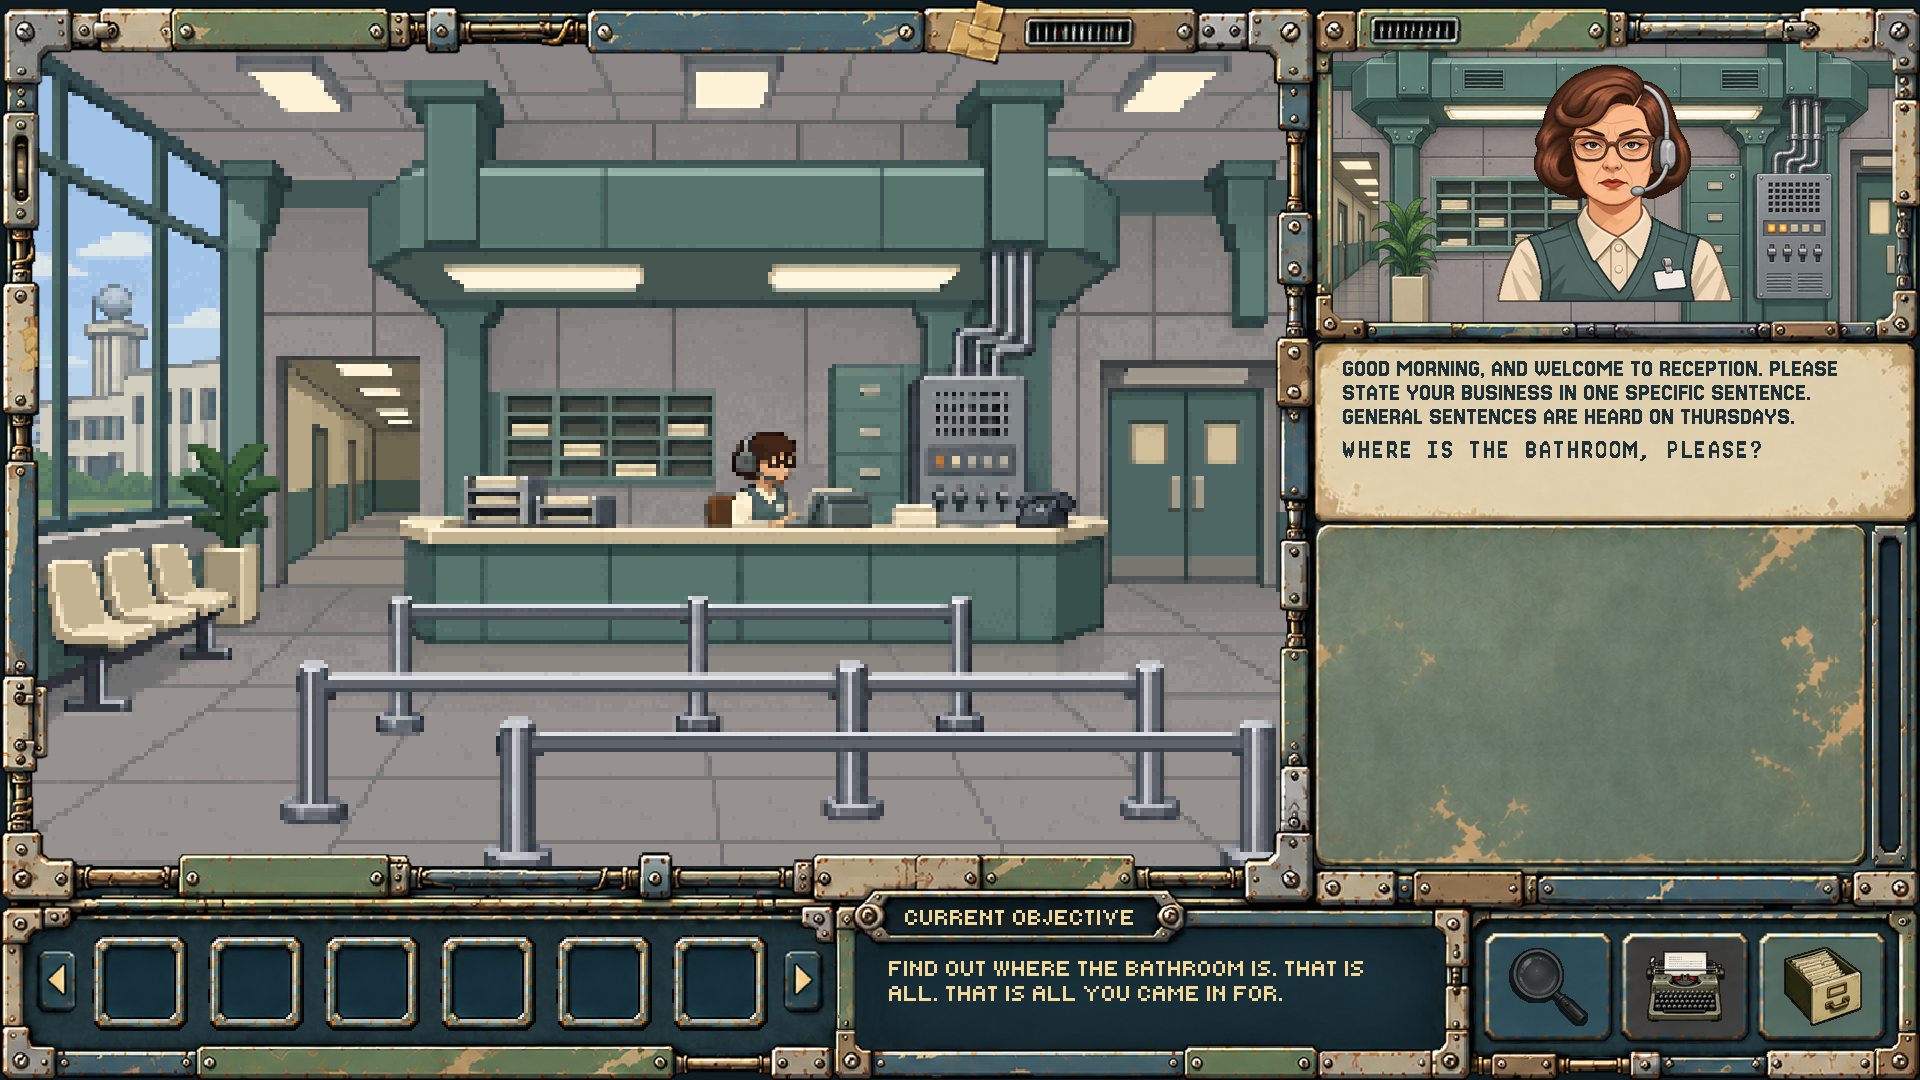 GOOD MORNING, AND WELCOME TO RECEPTION. PLEASE
STATE YOUR BUSINESS IN ONE SPECIFIC SENTENCE.
GENERAL SENTENCES ARE HEARD ON THURSDAYS.
WHERE IS THE BATHROOM, PLEASE?
CURRENT OBJECTIVE
FIND OUT WHERE THE BATHROOM IS. THAT IS
ALL. THAT IS ALL YOU CAME IN FOR.